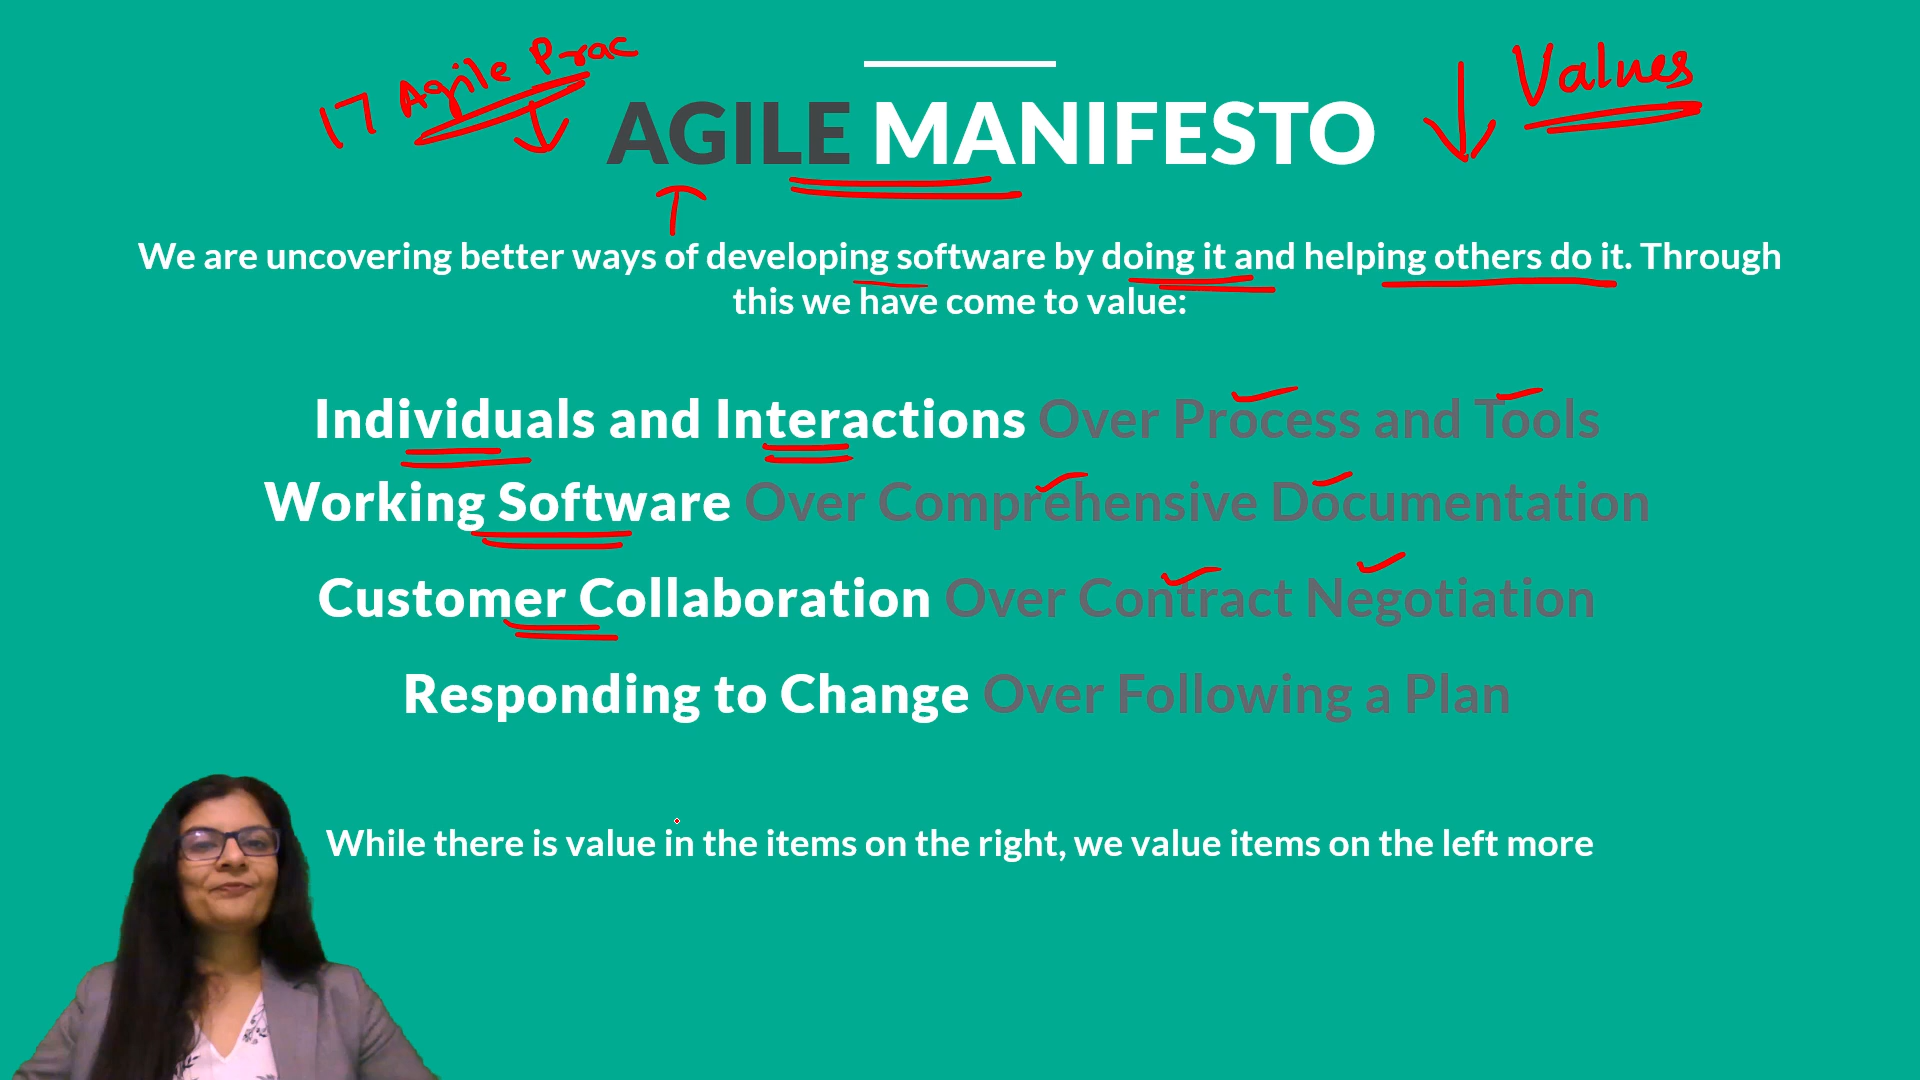 17 Agile Prac
Values
AGILE MANIFESTO
We are uncovering better ways of developing software by doing it and helping others do it. Through
this we have come to value:
Individuals and Interactions Over Process and Tools
Working Software Over Comprehensive Documentation
Customer Collaboration Over Contract Negotiation
Responding to Change Over Following a Plan
While there is value in the items on the right, we value items on the left more